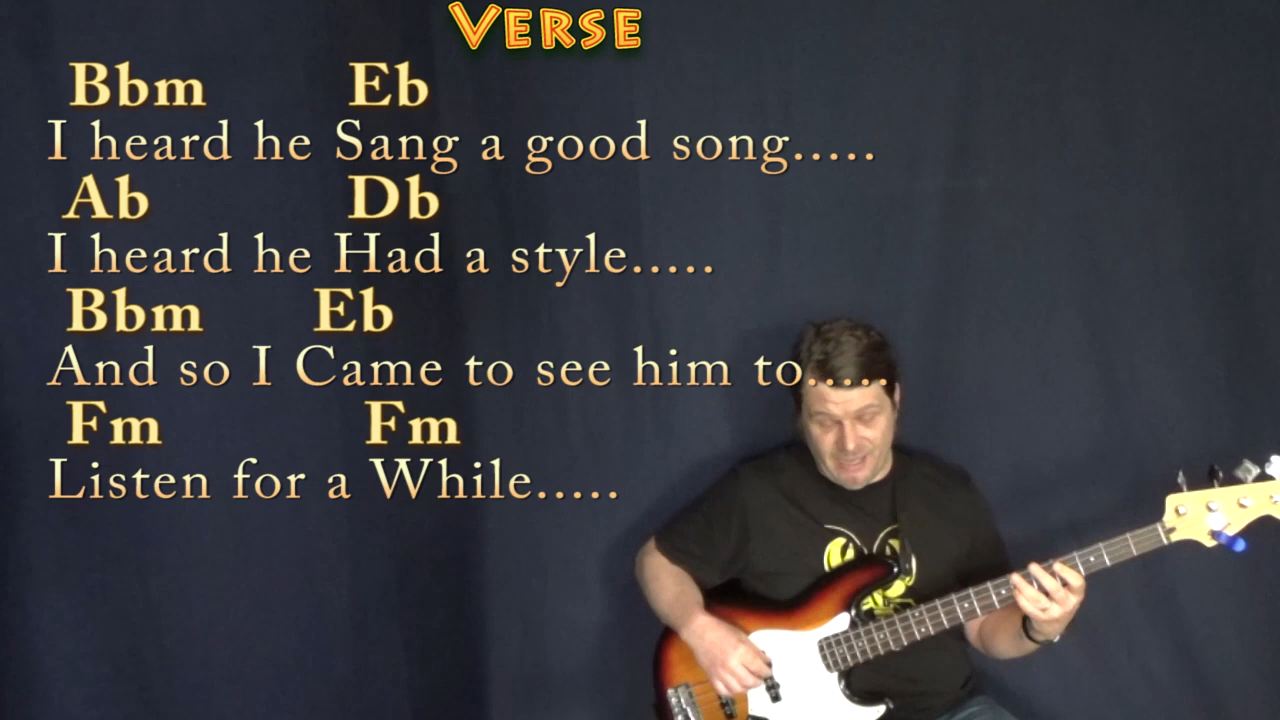 VERSE
Bbm Eb
I heard he Sang a good song.....
Ab Db
I heard he Had a style.....
Bbm Eb
And so I Came to see him to.....
Fm Fm
Listen for a While.....